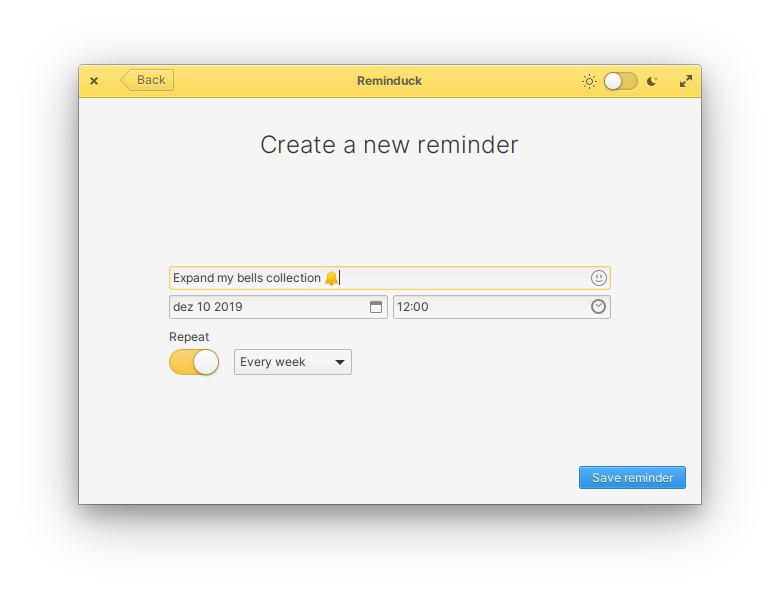 Back
Reminduck
Create a new reminder
Expand my bells collection 🔔
dez 10 2019
12:00
Repeat
Every week
Save reminder